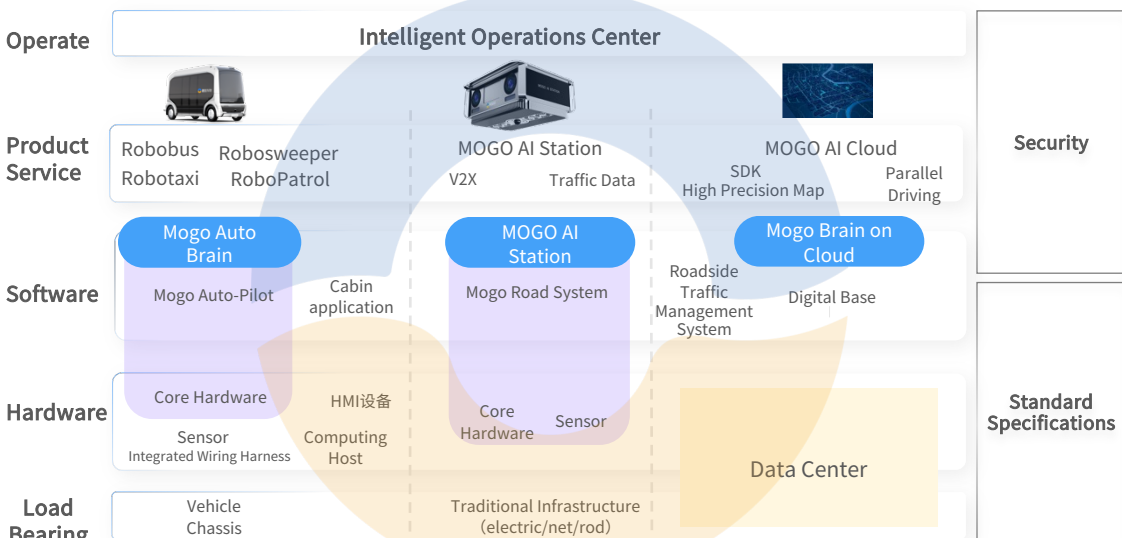 Operate
Intelligent Operations Center
Product
Service
Robobus
Robosweeper
Robotaxi
RoboPatrol
MOGO AI Station
V2X
Traffic Data
MOGO AI Cloud
SDK
High Precision Map
Parallel
Driving
Security
Software
Mogo Auto
Brain
Mogo Auto-Pilot
Cabin
application
MOGO AI
Station
Mogo Road System
Mogo Brain on
Cloud
Roadside
Traffic
Management
System
Digital Base
Hardware
Core Hardware
HMI设备
Sensor
Integrated Wiring Harness
Computing
Host
Core
Hardware
Sensor
Data Center
Standard
Specifications
Load
Bearing
Vehicle
Chassis
Traditional Infrastructure
（electric/net/rod）